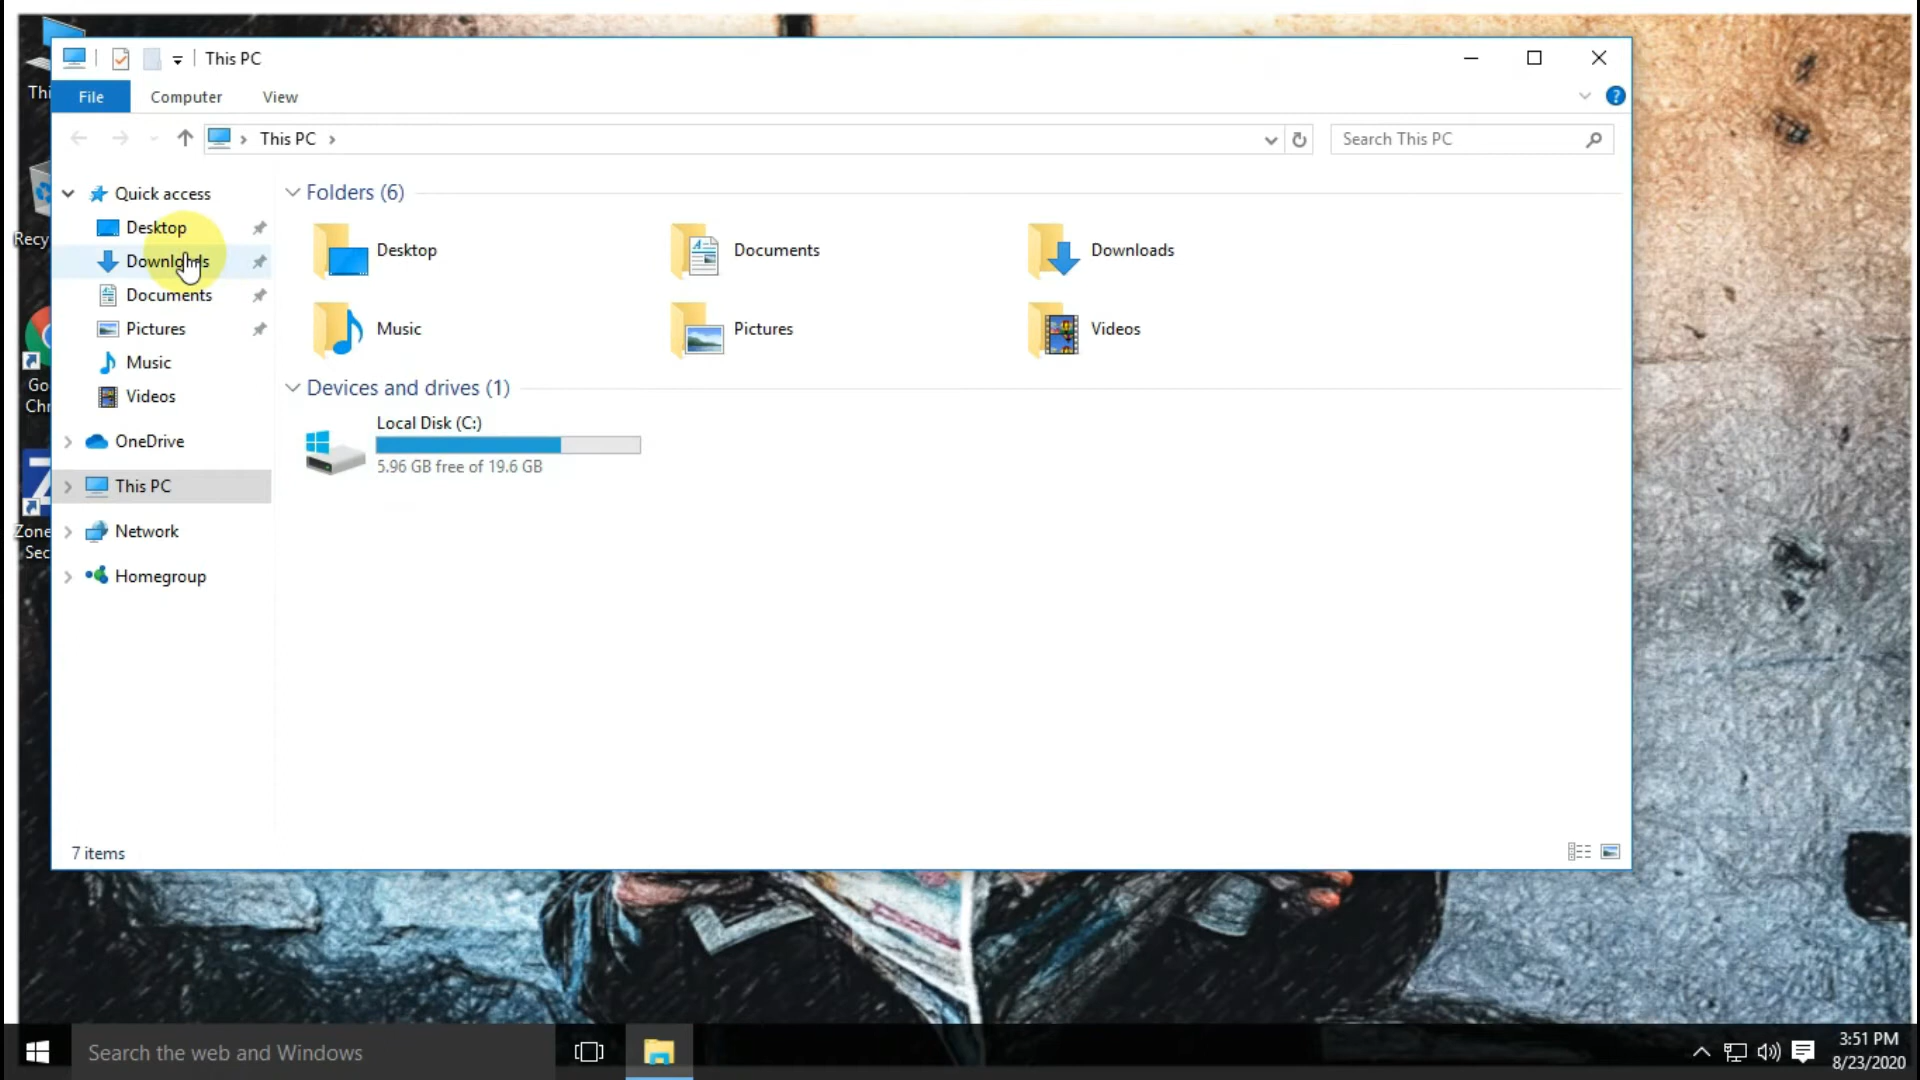 This PC
File
Computer
View
This PC
Search This PC
Quick access
Desktop
Downloads
Documents
Pictures
Music
Videos
OneDrive
This PC
Network
Homegroup
Folders (6)
Desktop
Documents
Downloads
Music
Pictures
Videos
Devices and drives (1)
Local Disk (C:)
5.96 GB free of 19.6 GB
7 items
Thi
Recy
Go
Chr
Zone
Sec
Search the web and Windows
3:51 PM
8/23/2020